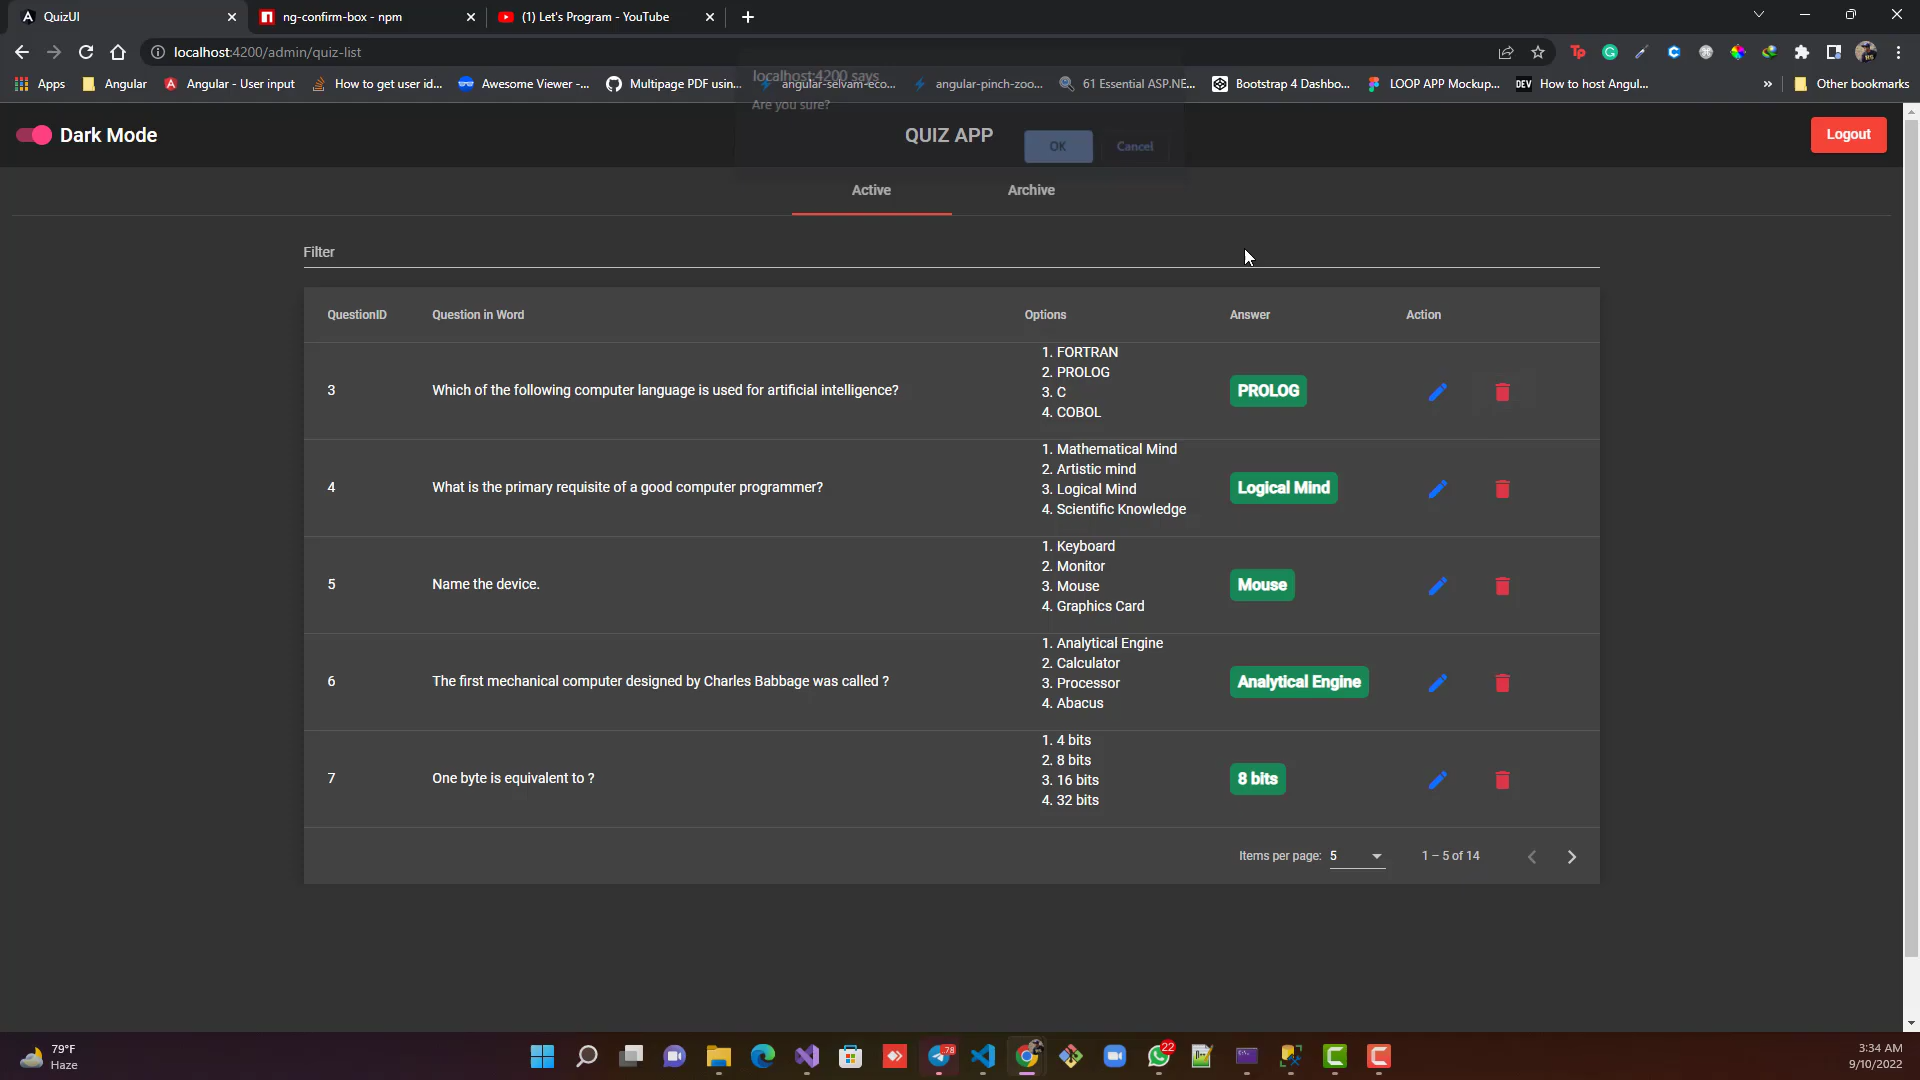 QuizUI
ng-confirm-box - npm
(1) Let's Program - YouTube
localhost:4200/admin/quiz-list
Apps
Angular
Angular - User input
How to get user id...
Awesome Viewer -...
Multipage PDF usin...
angular-selvam-eco...
angular-pinch-zoo...
61 Essential ASP.NE...
Bootstrap 4 Dashbo...
LOOP APP Mockup...
DEV
How to host Angul...
»
Other bookmarks
localhost:4200 says
Are you sure?
OK
Cancel
Dark Mode
QUIZ APP
Logout
Active
Archive
Filter
QuestionID
Question in Word
Options
Answer
Action
3
Which of the following computer language is used for artificial intelligence?
1. FORTRAN
2. PROLOG
3. C
4. COBOL
PROLOG
4
What is the primary requisite of a good computer programmer?
1. Mathematical Mind
2. Artistic mind
3. Logical Mind
4. Scientific Knowledge
Logical Mind
5
Name the device.
1. Keyboard
2. Monitor
3. Mouse
4. Graphics Card
Mouse
6
The first mechanical computer designed by Charles Babbage was called ?
1. Analytical Engine
2. Calculator
3. Processor
4. Abacus
Analytical Engine
7
One byte is equivalent to ?
1. 4 bits
2. 8 bits
3. 16 bits
4. 32 bits
8 bits
Items per page: 5
1 – 5 of 14
79°F
Haze
78
22
3:34 AM
9/10/2022